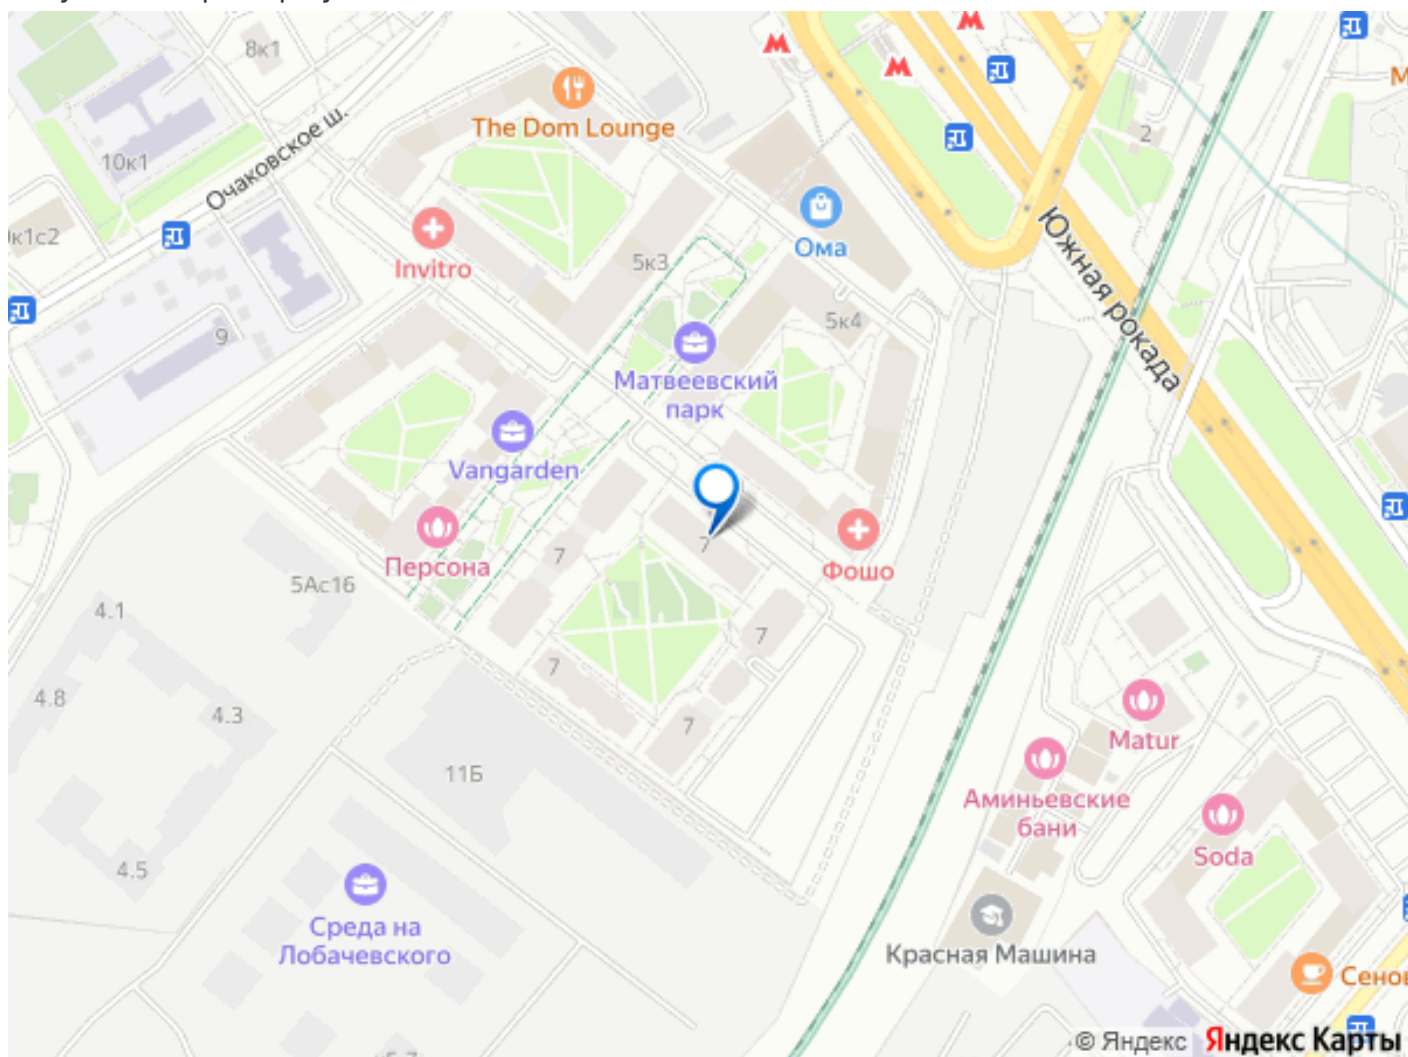 8к1
The Dom Lounge
2
10к1
Очаковское ш.
к1с2
Ома
Южная рокада
Invitro
5к3
5к4
9
Матвеевский
парк
Vangarden
Персона
Фошо
7
7
5Ас16
4.1
7
7
4.8
4.3
7
Matur
11Б
Аминьевские
бани
Soda
4.5
Среда на
Лобачевского
Красная Машина
Сенов
© Яндекс Яндекс Карты